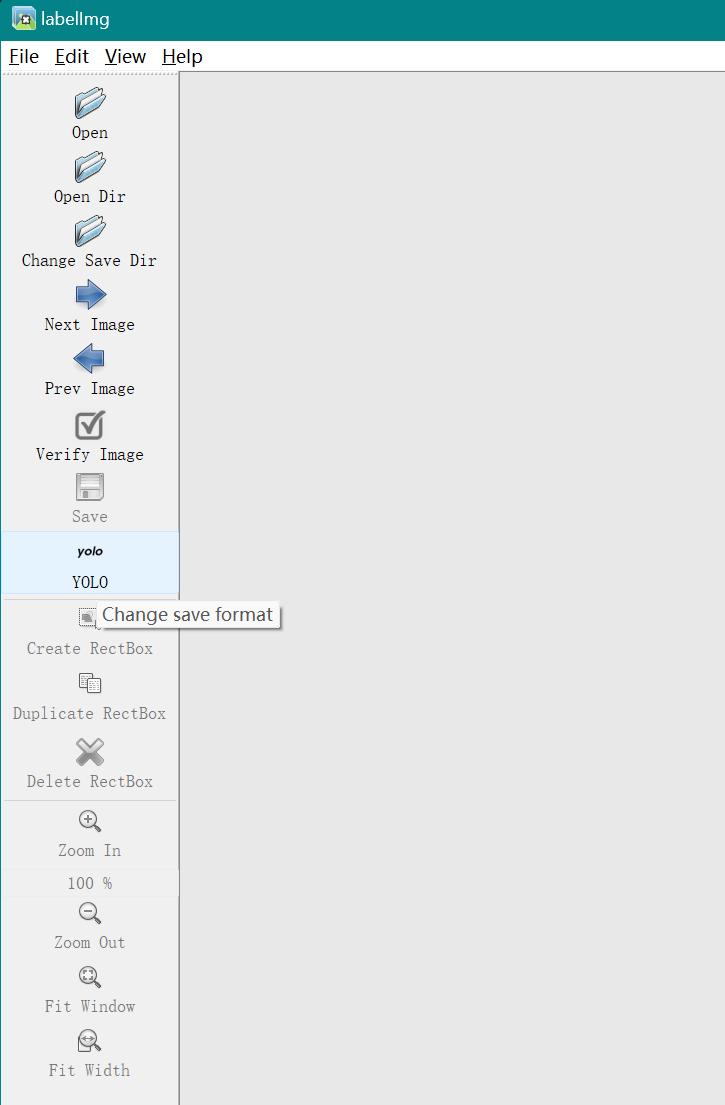 labelImg
File Edit View Help
Open
Open Dir
Change Save Dir
Next Image
Prev Image
Verify Image
Save
yolo
YOLO
Change save format
Create RectBox
Duplicate RectBox
Delete RectBox
Zoom In
100 %
Zoom Out
Fit Window
Fit Width